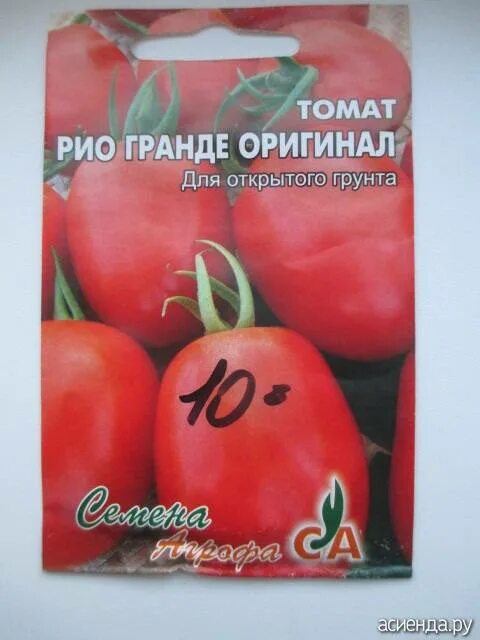 ТОМАТ
РИО ГРАНДЕ ОРИГИНАЛ
Для открытого грунта
10=
Семена
Агрофа
СА
асиенда.ру